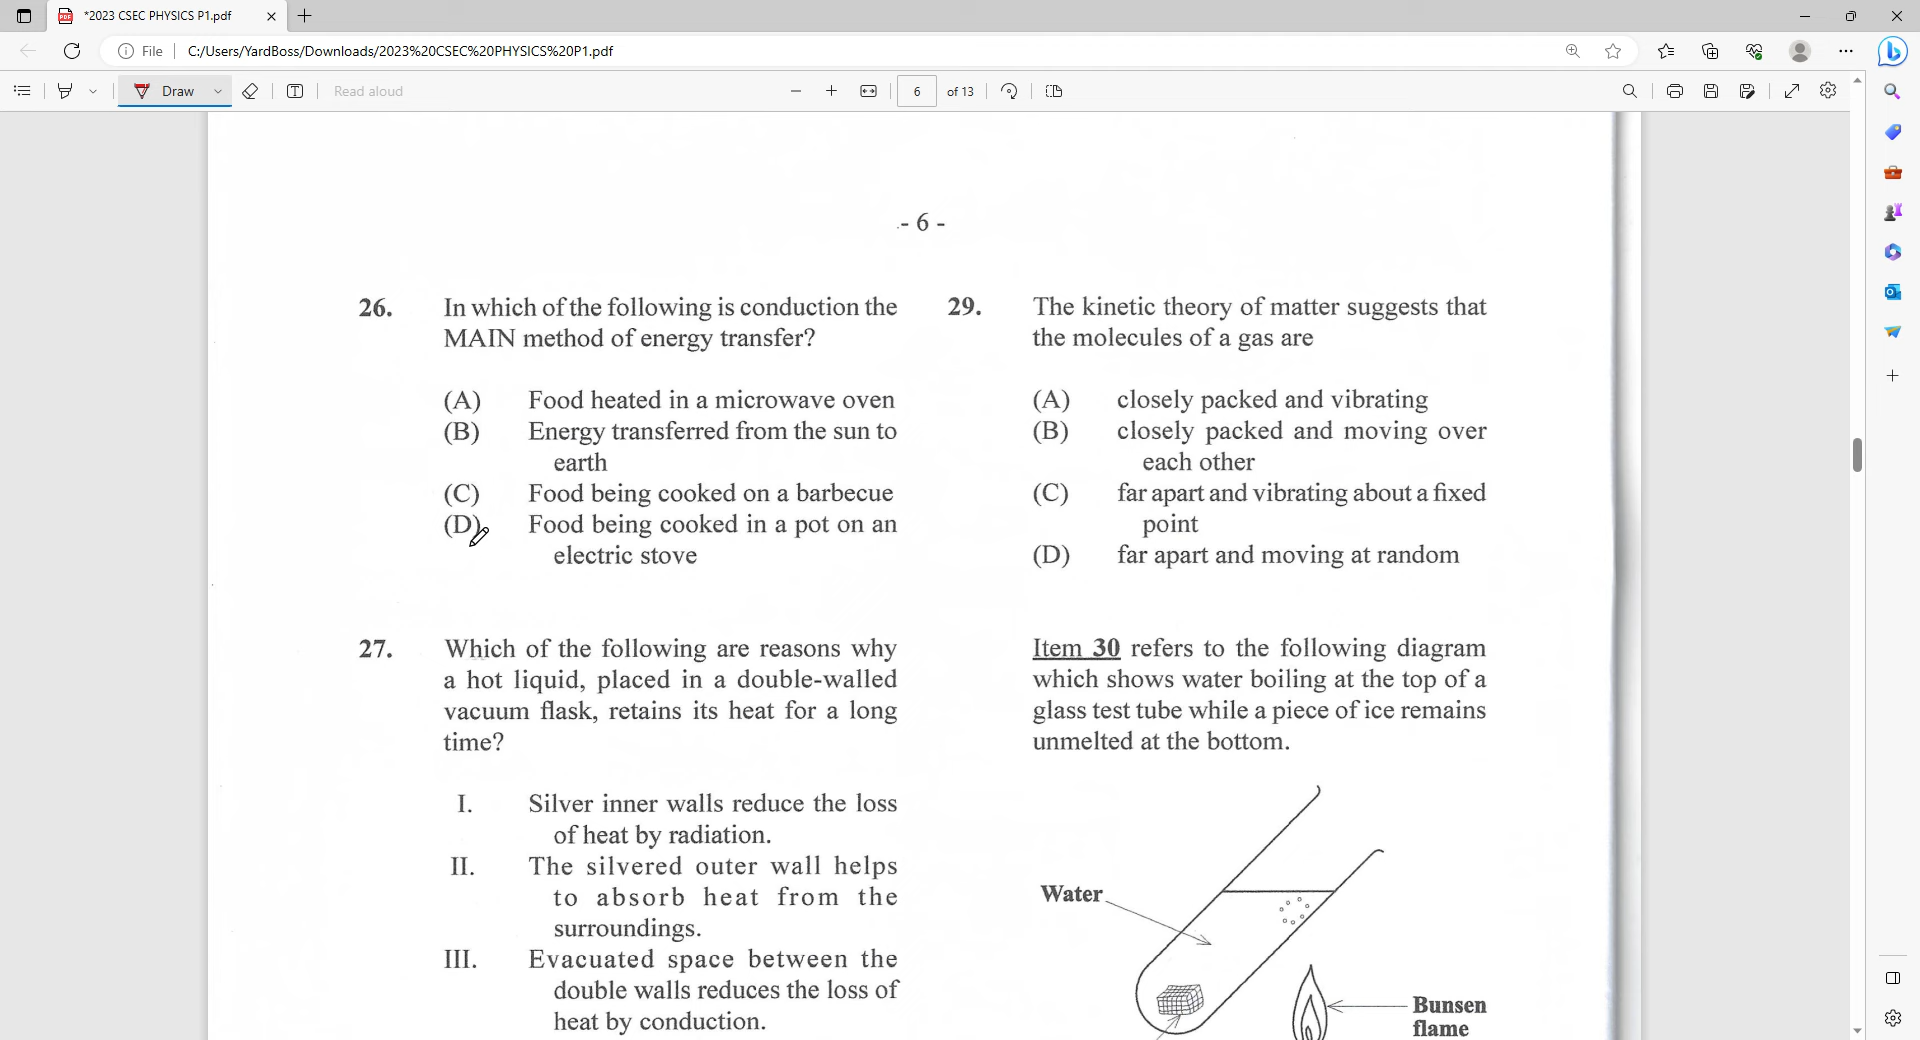 *2023 CSEC PHYSICS P1.pdf
File
C:/Users/YardBoss/Downloads/2023%20CSEC%20PHYSICS%20P1.pdf
Draw
Read aloud
6
of 13
- 6 -
26. In which of the following is conduction the
MAIN method of energy transfer?
(A) Food heated in a microwave oven
(B) Energy transferred from the sun to
earth
(C) Food being cooked on a barbecue
(D) Food being cooked in a pot on an
electric stove
27. Which of the following are reasons why
a hot liquid, placed in a double-walled
vacuum flask, retains its heat for a long
time?
I. Silver inner walls reduce the loss
of heat by radiation.
II. The silvered outer wall helps
to absorb heat from the
surroundings.
III. Evacuated space between the
double walls reduces the loss of
heat by conduction.
29. The kinetic theory of matter suggests that
the molecules of a gas are
(A) closely packed and vibrating
(B) closely packed and moving over
each other
(C) far apart and vibrating about a fixed
point
(D) far apart and moving at random
Item 30 refers to the following diagram
which shows water boiling at the top of a
glass test tube while a piece of ice remains
unmelted at the bottom.
Water
Bunsen
flame